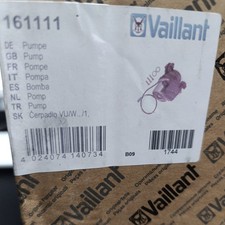 161111
Vaillant
DE Pumpe
GB Pump
FR Pompe
IT Pompa
ES Bomba
NL Pomp
TR Pump
SK Čerpadlo VU/W.. /1,
4 024074 140734
B09
1744
Vaillant